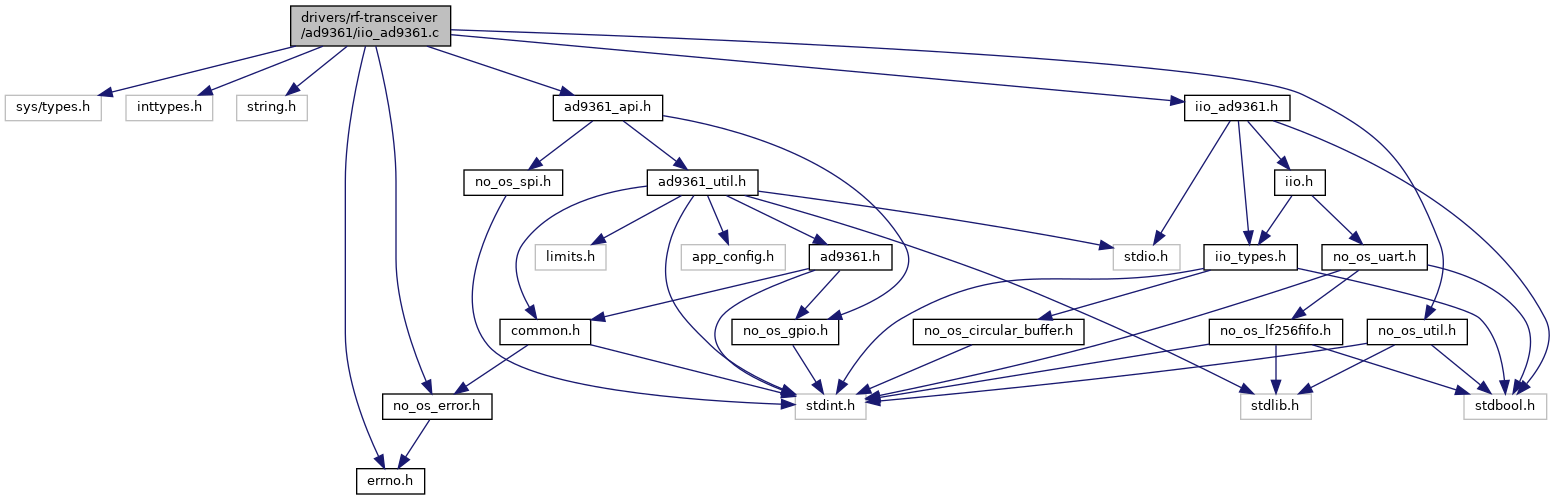 drivers/rf-transceiver
/ad9361/iio_ad9361.c
sys/types.h
inttypes.h
string.h
ad9361_api.h
iio_ad9361.h
no_os_spi.h
ad9361_util.h
iio.h
limits.h
app_config.h
ad9361.h
stdio.h
iio_types.h
no_os_uart.h
common.h
no_os_gpio.h
no_os_circular_buffer.h
no_os_lf256fifo.h
no_os_util.h
no_os_error.h
stdint.h
stdlib.h
stdbool.h
errno.h